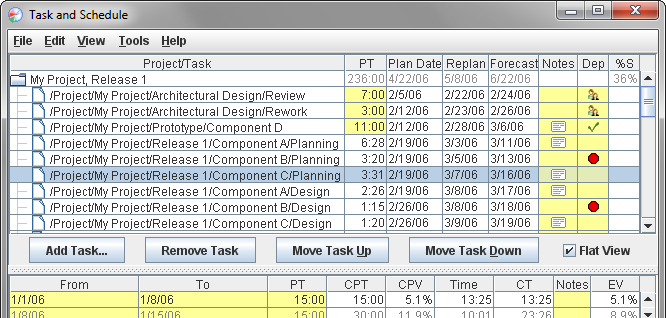 Task and Schedule
File Edit View Tools Help
Project/Task PT Plan Date Replan Forecast Notes Dep %S
My Project, Release 1 236:00 4/22/06 5/8/06 6/22/06 36%
/Project/My Project/Architectural Design/Review 7:00 2/5/06 2/22/06 2/24/06
/Project/My Project/Architectural Design/Rework 3:00 2/12/06 2/23/06 2/26/06
/Project/My Project/Prototype/Component D 11:00 2/12/06 2/28/06 3/6/06
/Project/My Project/Release 1/Component A/Planning 6:28 2/19/06 3/3/06 3/11/06
/Project/My Project/Release 1/Component B/Planning 3:20 2/19/06 3/5/06 3/13/06
/Project/My Project/Release 1/Component C/Planning 3:31 2/19/06 3/7/06 3/16/06
/Project/My Project/Release 1/Component A/Design 2:26 2/19/06 3/8/06 3/17/06
/Project/My Project/Release 1/Component B/Design 1:15 2/26/06 3/8/06 3/18/06
/Project/My Project/Release 1/Component C/Design 1:20 2/26/06 3/9/06 3/19/06
Add Task... Remove Task Move Task Up Move Task Down Flat View
From To PT CPT CPV Time CT Notes EV
1/1/06 1/8/06 15:00 15:00 5.1% 13:25 13:25 5.1%
1/8/06 1/15/06 15:00 30:00 11.9% 10:01 23:26 8.9%